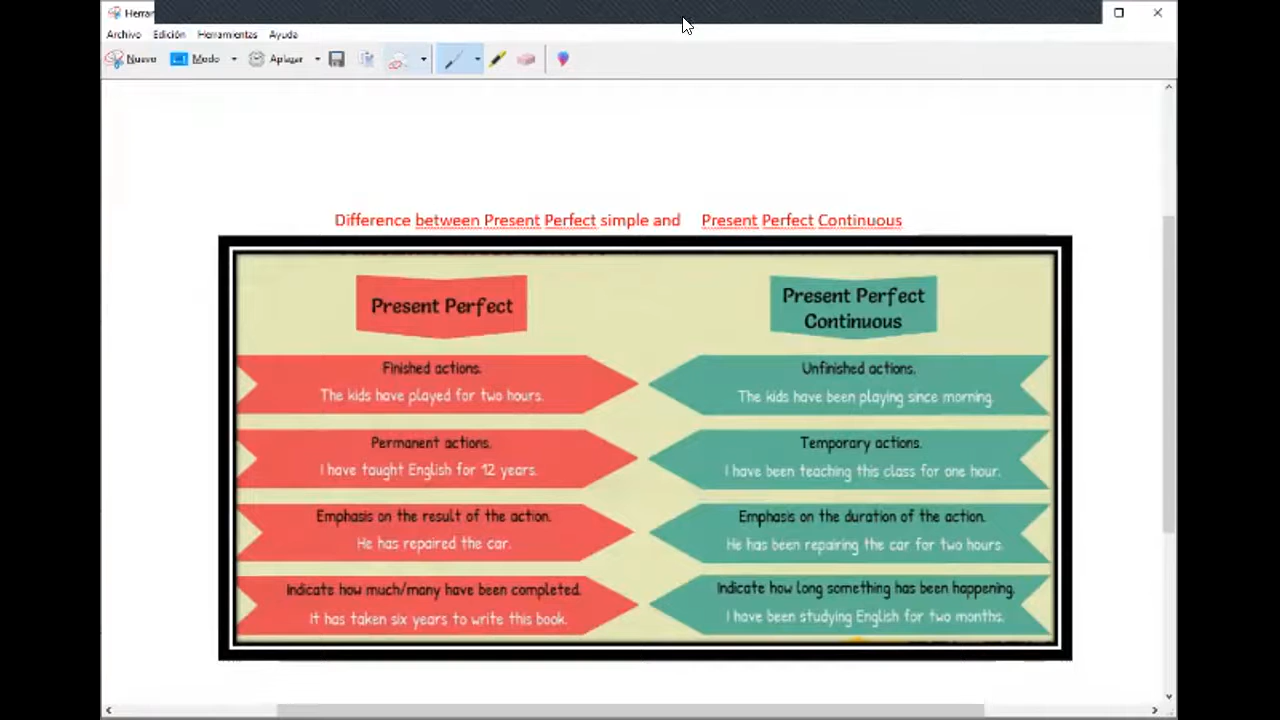 Herrar
Archivo Edición Herramientas Ayuda
Nuevo Modo Aplazar
Difference between Present Perfect simple and Present Perfect Continuous
Present Perfect
Finished actions.
The kids have played for two hours.
Permanent actions.
I have taught English for 12 years.
Emphasis on the result of the action.
He has repaired the car.
Indicate how much/many have been completed.
It has taken six years to write this book.
Present Perfect
Continuous
Unfinished actions.
The kids have been playing since morning.
Temporary actions.
I have been teaching this class for one hour.
Emphasis on the duration of the action.
He has been repairing the car for two hours.
Indicate how long something has been happening.
I have been studying English for two months.